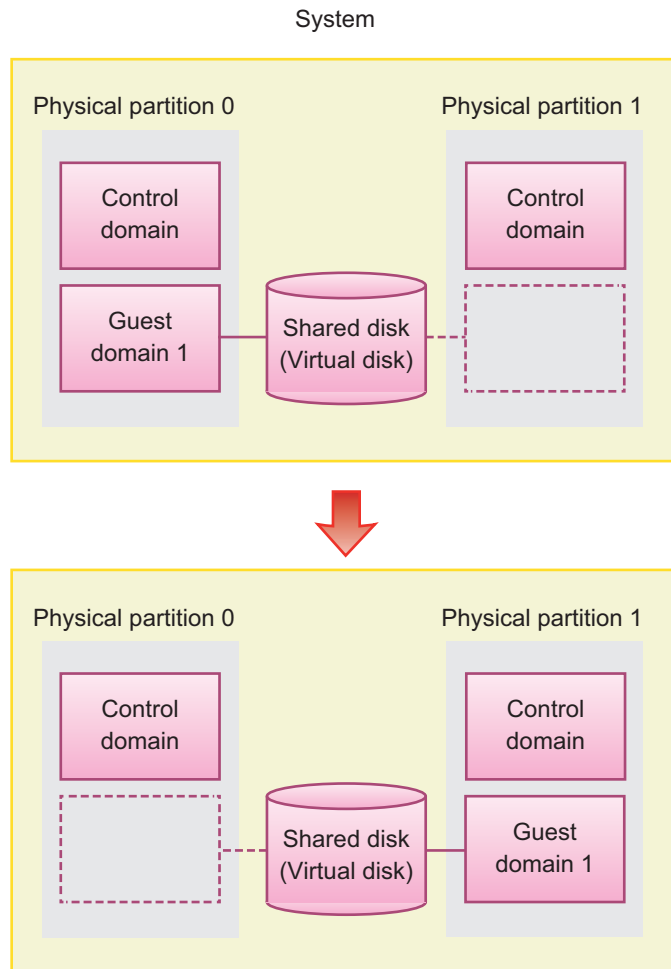 System
Physical partition 0
Physical partition 1
Control
domain
Control
domain
Guest
domain 1
Shared disk
(Virtual disk)
Physical partition 0
Physical partition 1
Control
domain
Control
domain
Shared disk
(Virtual disk)
Guest
domain 1